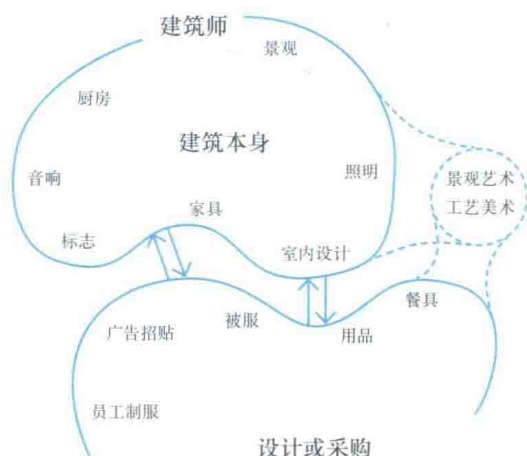 建筑师
景观
厨房
建筑本身
音响
照明
景观艺术
工艺美术
家具
标志
室内设计
餐具
广告招贴
被服
用品
员工制服
设计或采购